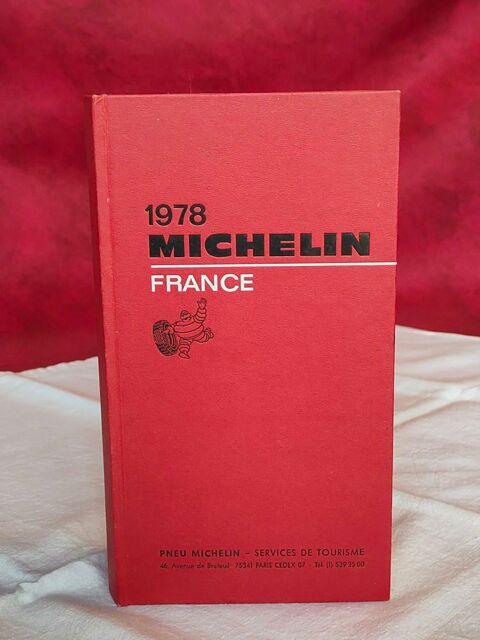 1978
MICHELIN
FRANCE
PNEU MICHELIN - SERVICES DE TOURISME
46, Avenue de Breteuil - 75341 PARIS CEDEX 07 - Tél. (1) 539 25 00